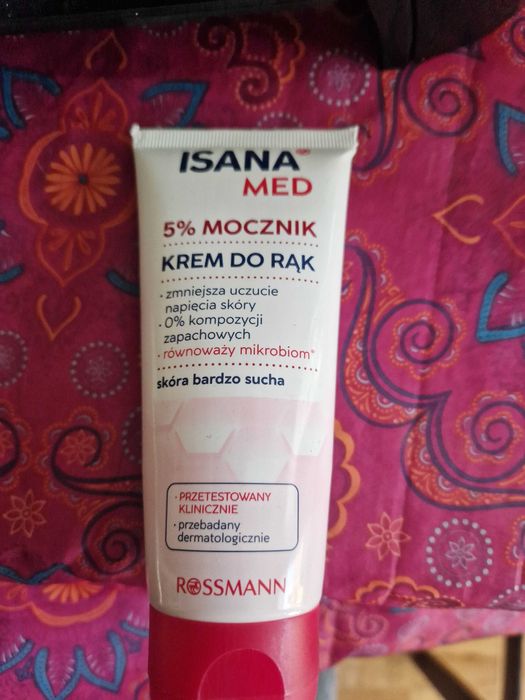 ISANA®
MED
5% MOCZNIK
KREM DO RĄK
· zmniejsza uczucie
napięcia skóry
· 0% kompozycji
zapachowych
· równoważy mikrobiom*
skóra bardzo sucha
· PRZETESTOWANY
KLINICZNIE
· przebadany
dermatologicznie
ROSSMANN